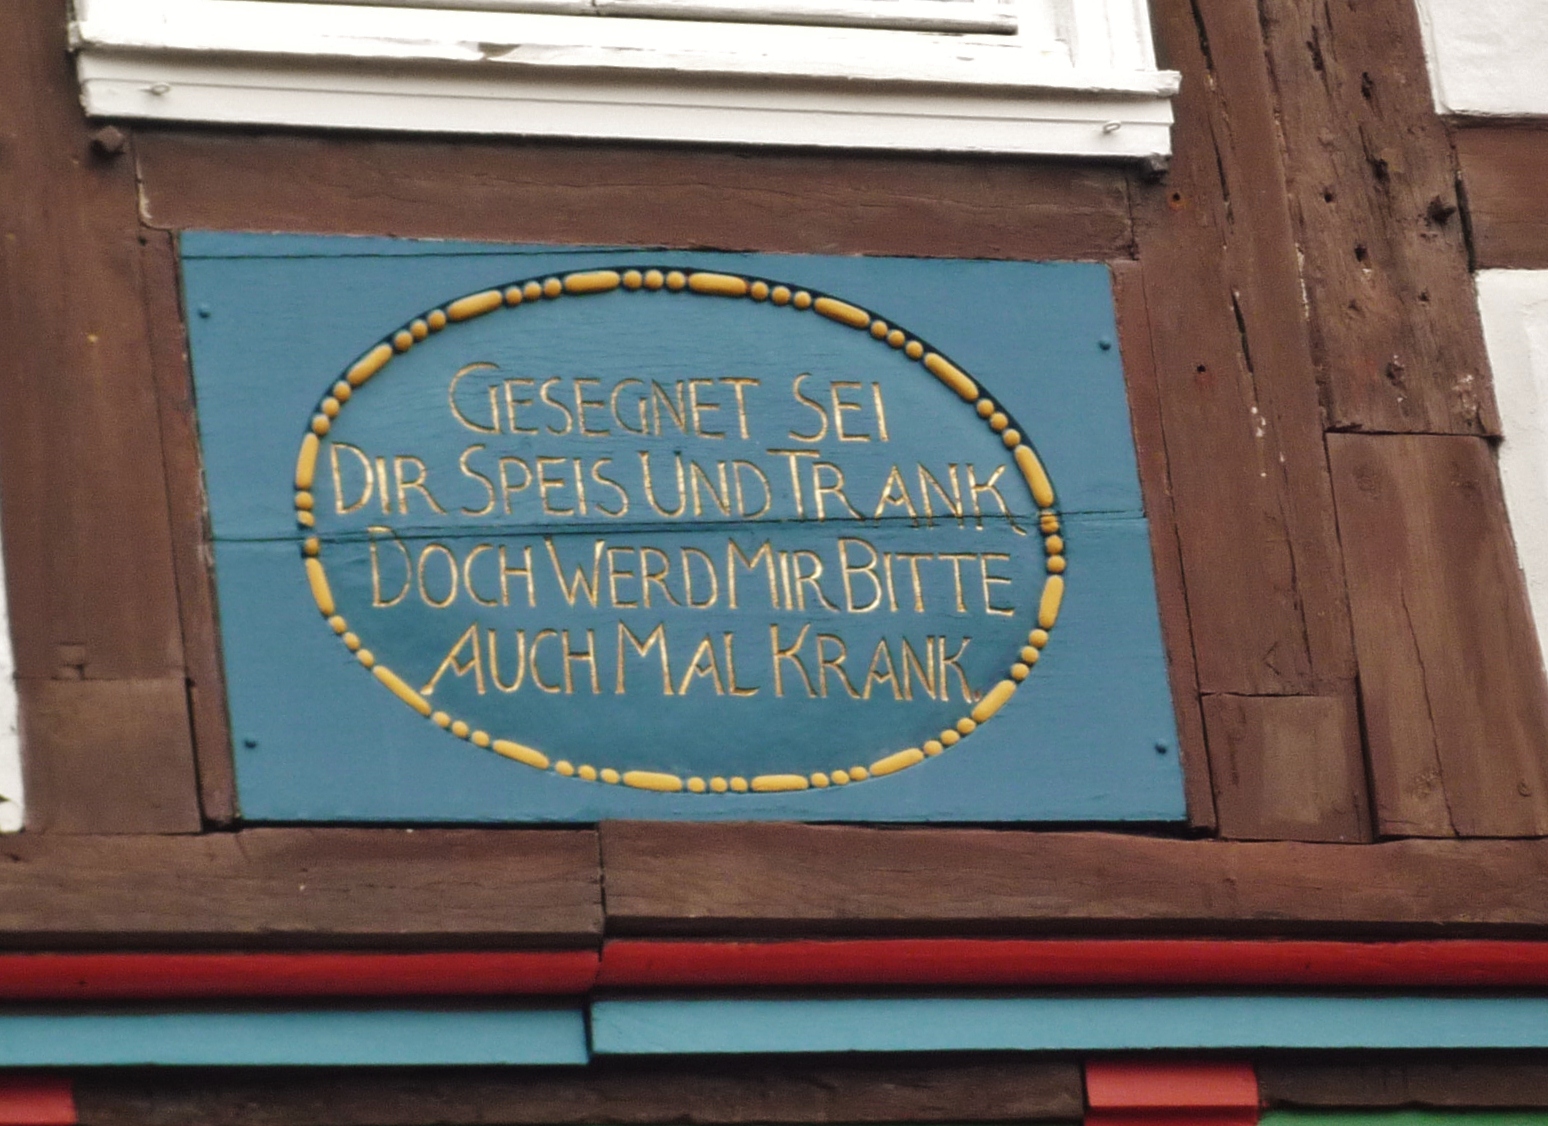 GESEGNET SEI
DIR SPEIS UND TRANK
DOCH WERD MIR BITTE
AUCH MAL KRANK.